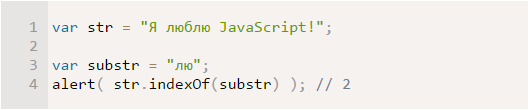 1 var str = "Я люблю JavaScript!";
2
3 var substr = "лю";
4 alert( str.indexOf(substr) ); // 2